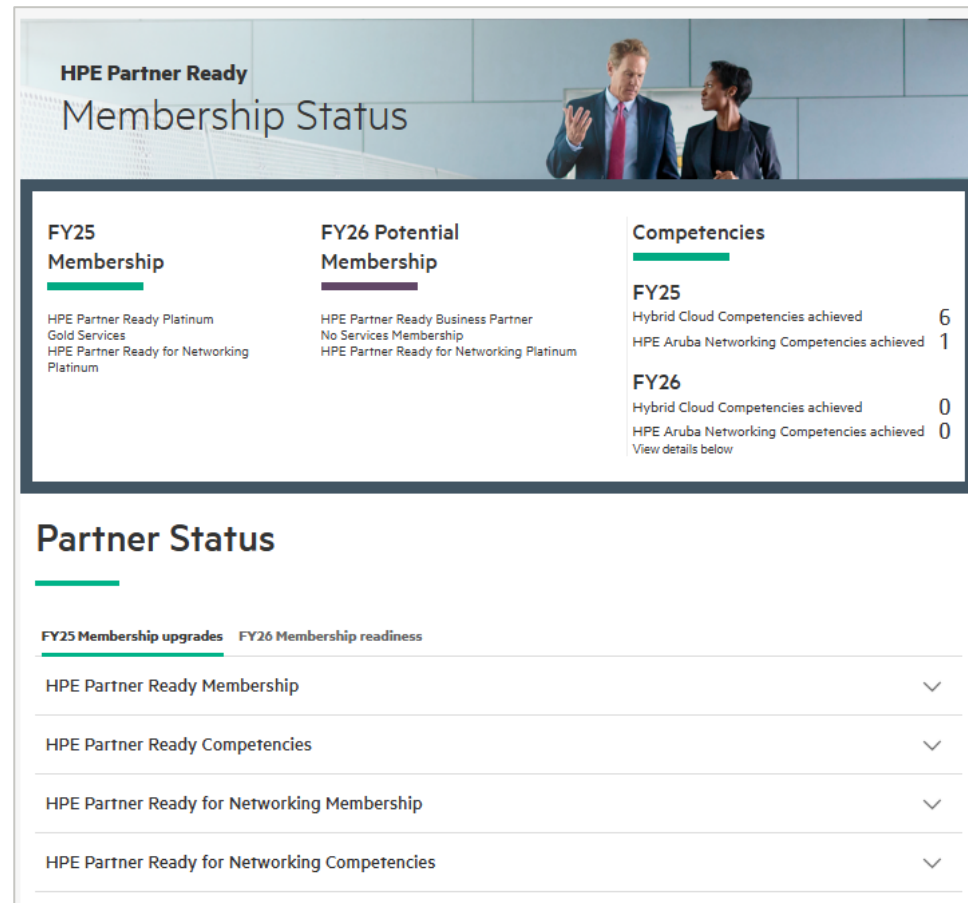 HPE Partner Ready
Membership Status
FY25
Membership
HPE Partner Ready Platinum
Gold Services
HPE Partner Ready for Networking
Platinum
FY26 Potential
Membership
HPE Partner Ready Business Partner
No Services Membership
HPE Partner Ready for Networking Platinum
Competencies
FY25
Hybrid Cloud Competencies achieved 6
HPE Aruba Networking Competencies achieved 1
FY26
Hybrid Cloud Competencies achieved 0
HPE Aruba Networking Competencies achieved 0
View details below
Partner Status
FY25 Membership upgrades FY26 Membership readiness
HPE Partner Ready Membership
HPE Partner Ready Competencies
HPE Partner Ready for Networking Membership
HPE Partner Ready for Networking Competencies